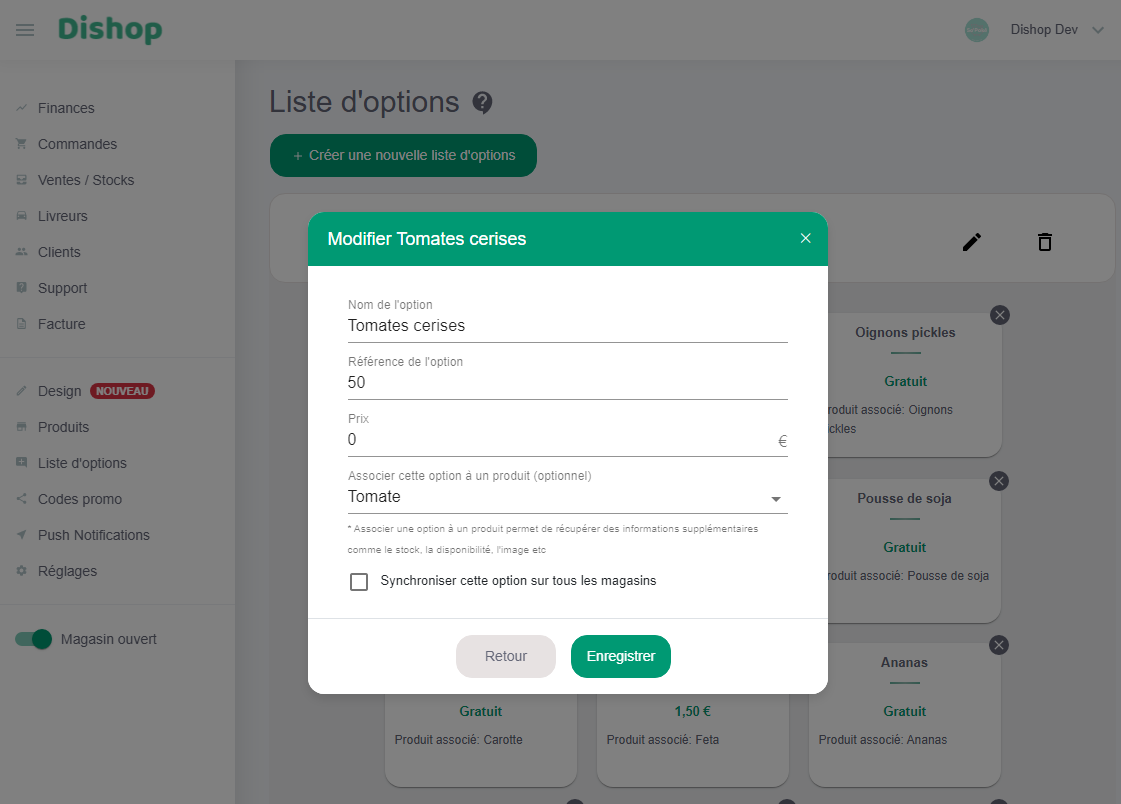 Dishop
Dishop Dev
Finances
Commandes
Ventes / Stocks
Livreurs
Clients
Support
Facture
Design NOUVEAU
Produits
Liste d'options
Codes promo
Push Notifications
Réglages
Magasin ouvert
Liste d'options ?
+ Créer une nouvelle liste d'options
Modifier Tomates cerises
Nom de l'option
Tomates cerises
Référence de l'option
50
Prix
0 €
Associer cette option à un produit (optionnel)
Tomate
* Associer une option à un produit permet de récupérer des informations supplémentaires
comme le stock, la disponibilité, l'image etc
Synchroniser cette option sur tous les magasins
Retour
Enregistrer
Oignons pickles
Gratuit
roduit associé: Oignons
ickles
Pousse de soja
Gratuit
roduit associé: Pousse de soja
Gratuit
Produit associé: Carotte
1,50 €
Produit associé: Feta
Ananas
Gratuit
Produit associé: Ananas